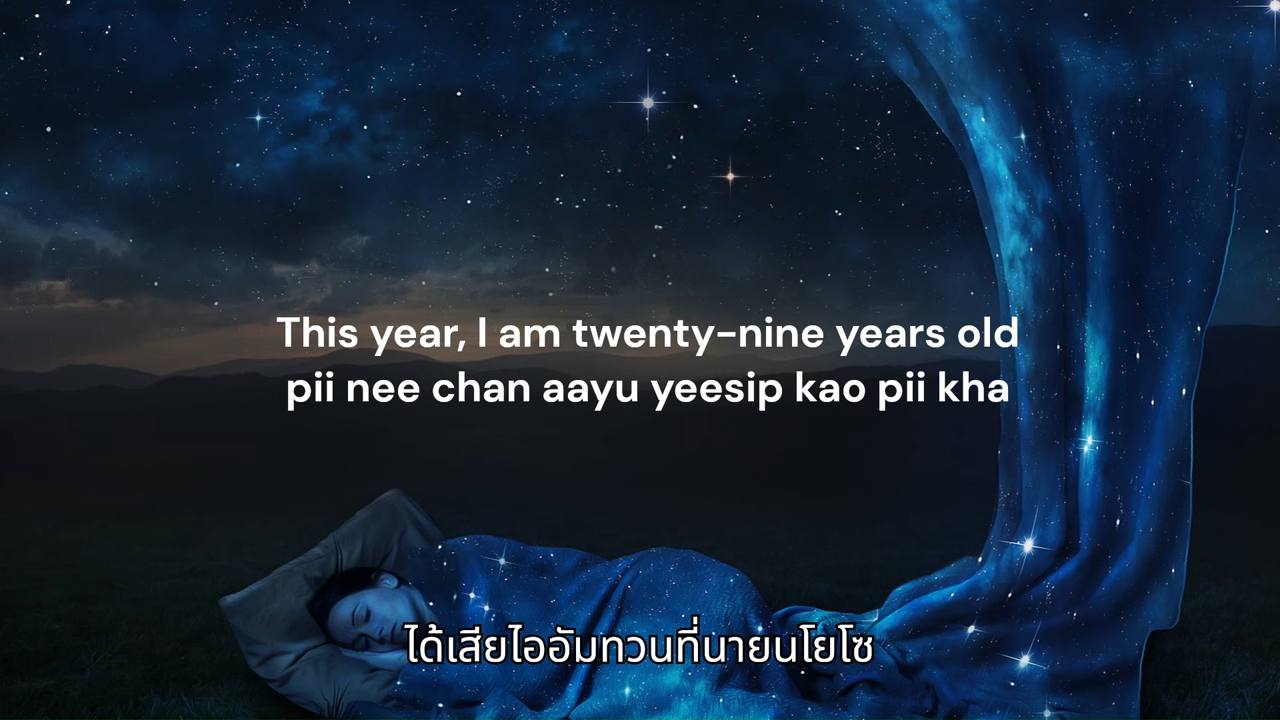 This year, I am twenty-nine years old
pii nee chan aayu yeesip kao pii kha
ได้เสียไออัมทวนที่นายนโยโซ